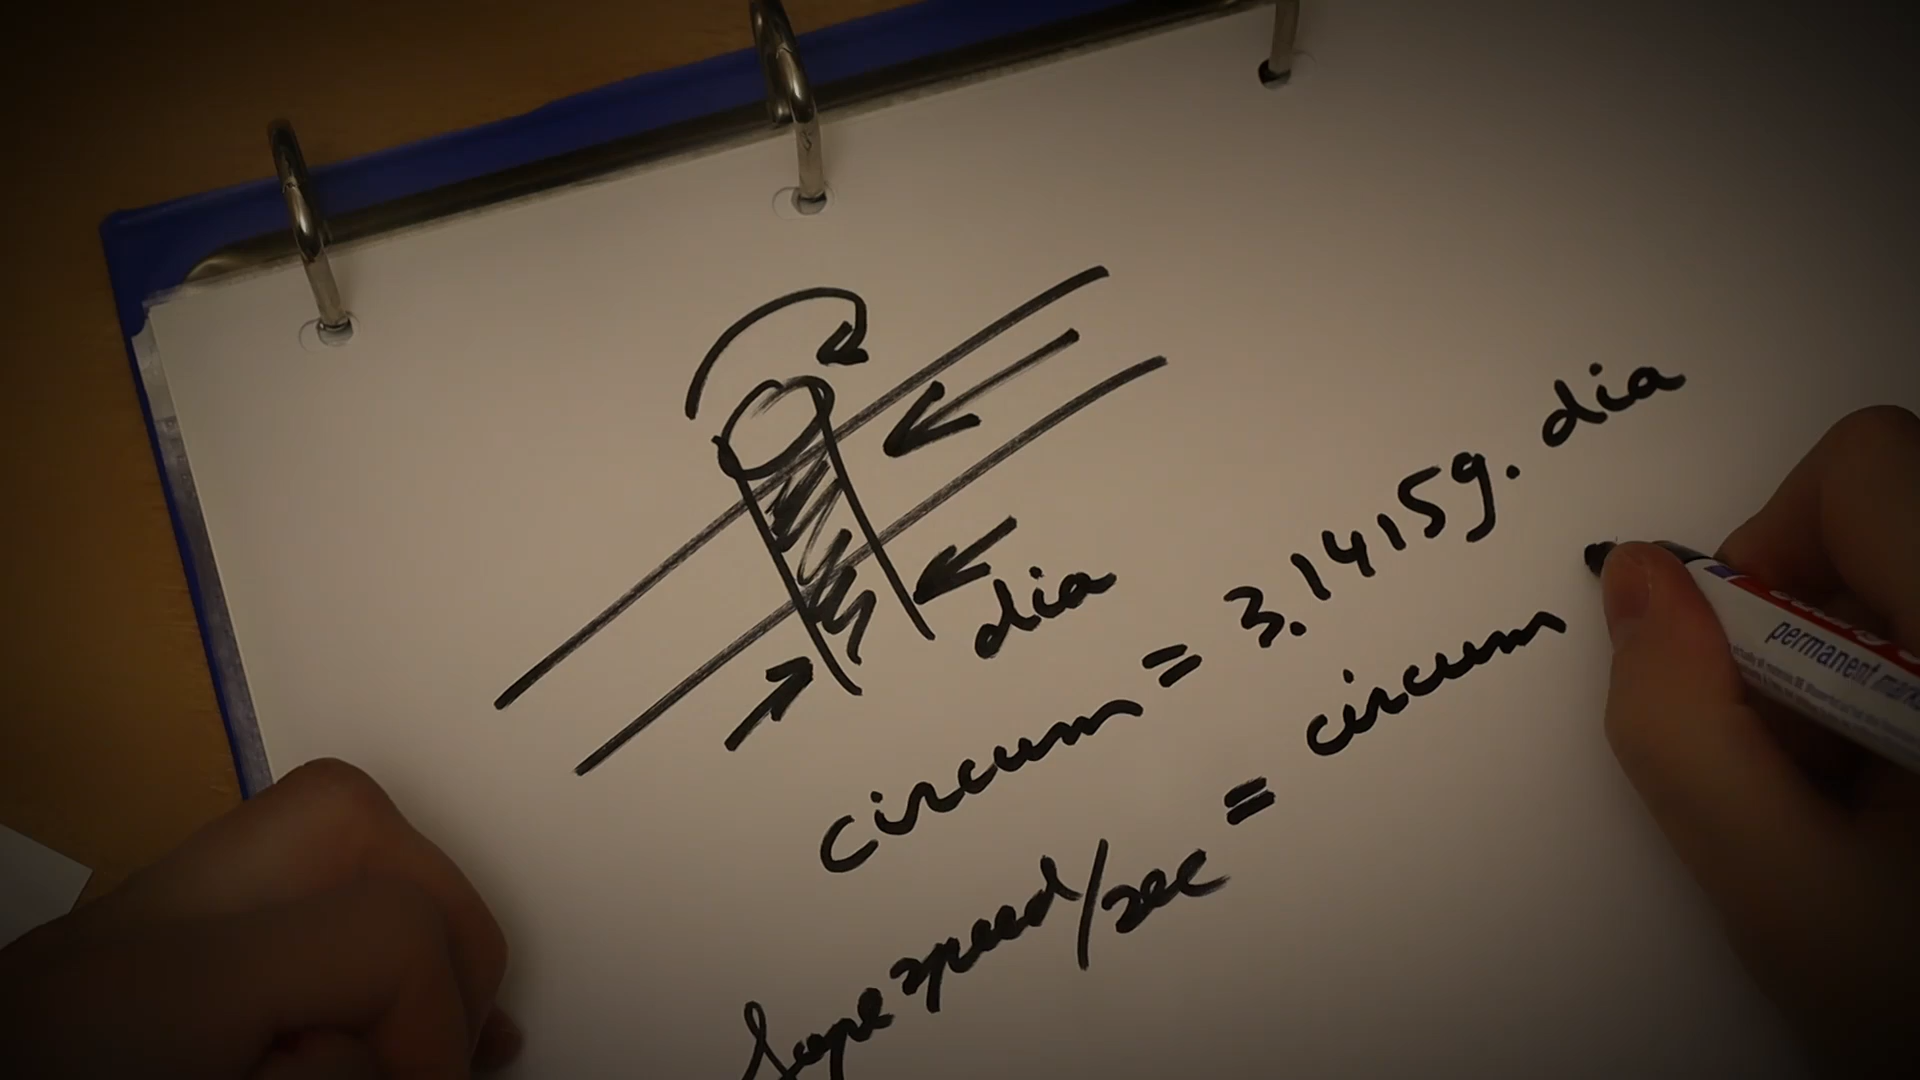 dia
circum = 3.14159. dia
tape speed/sec = circum
permanent